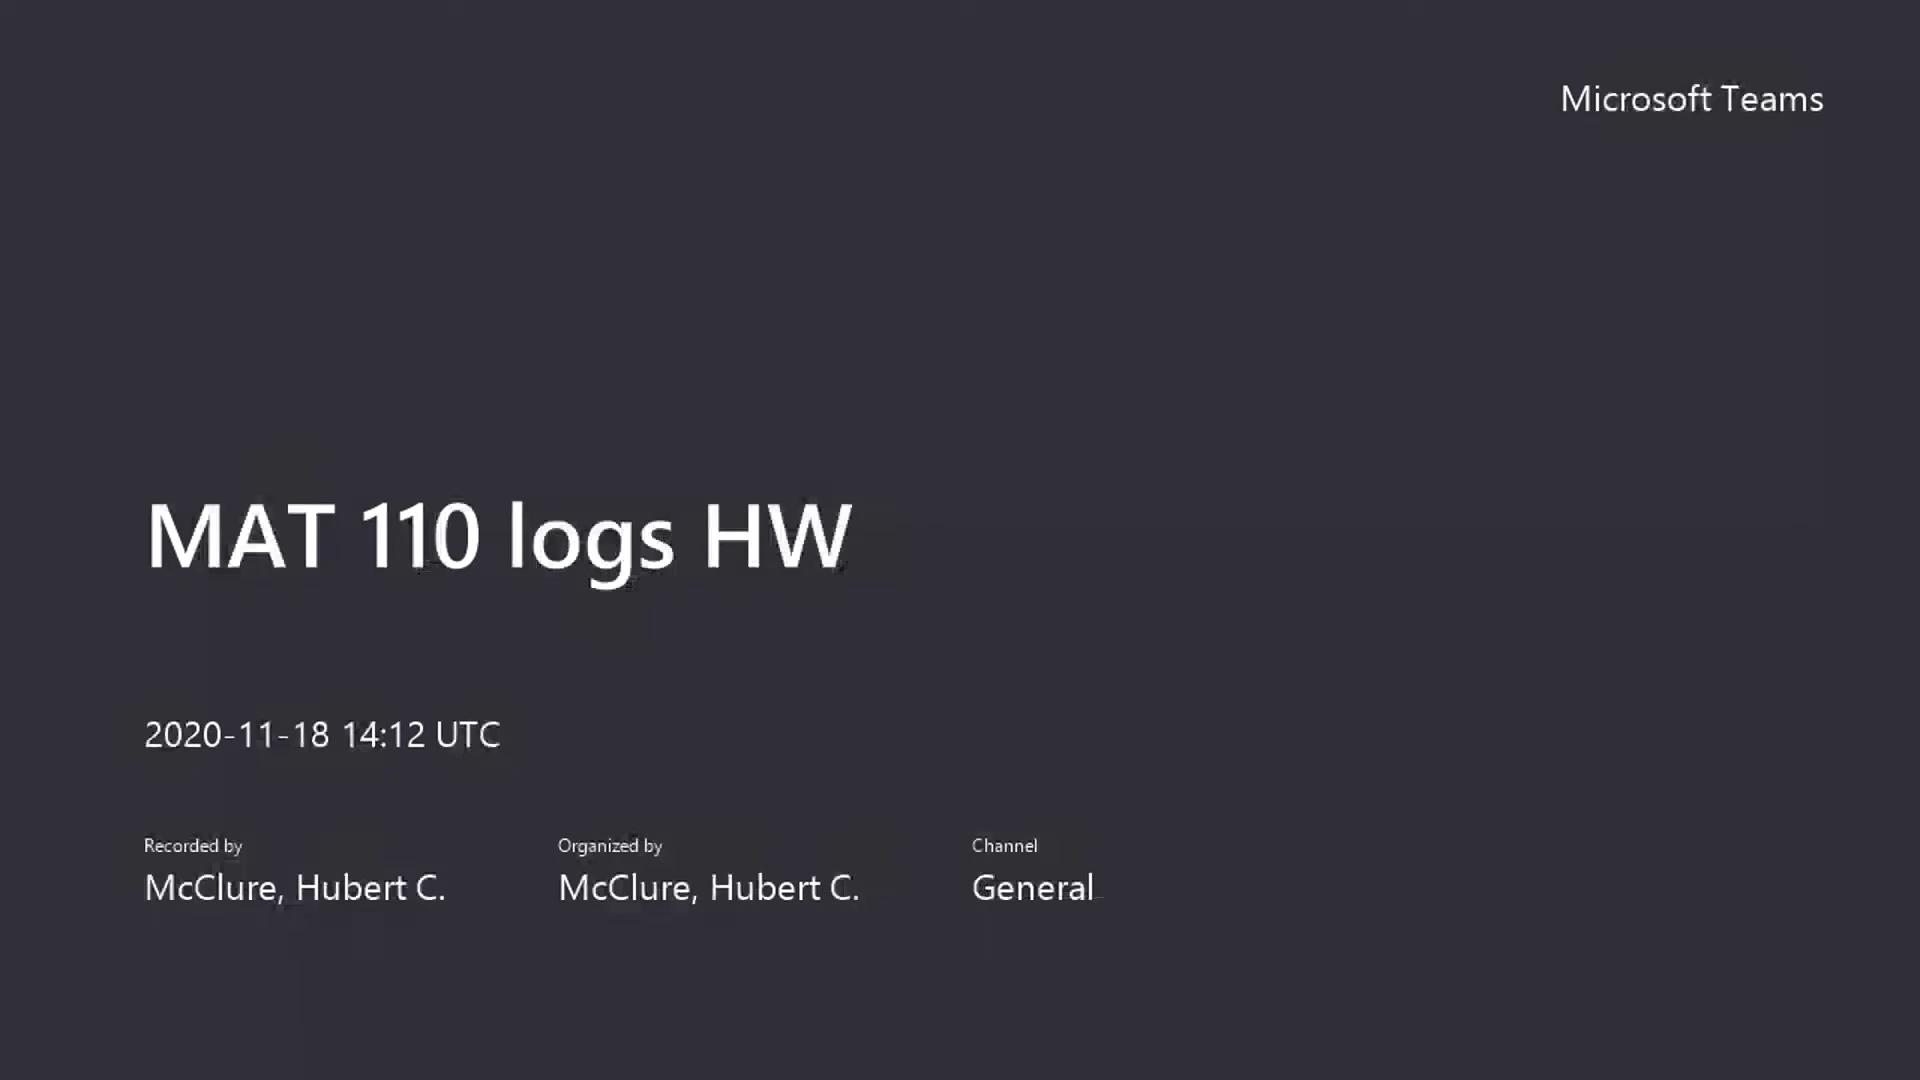 Microsoft Teams
MAT 110 logs HW
2020-11-18 14:12 UTC
Recorded by
McClure, Hubert C.
Organized by
McClure, Hubert C.
Channel
General